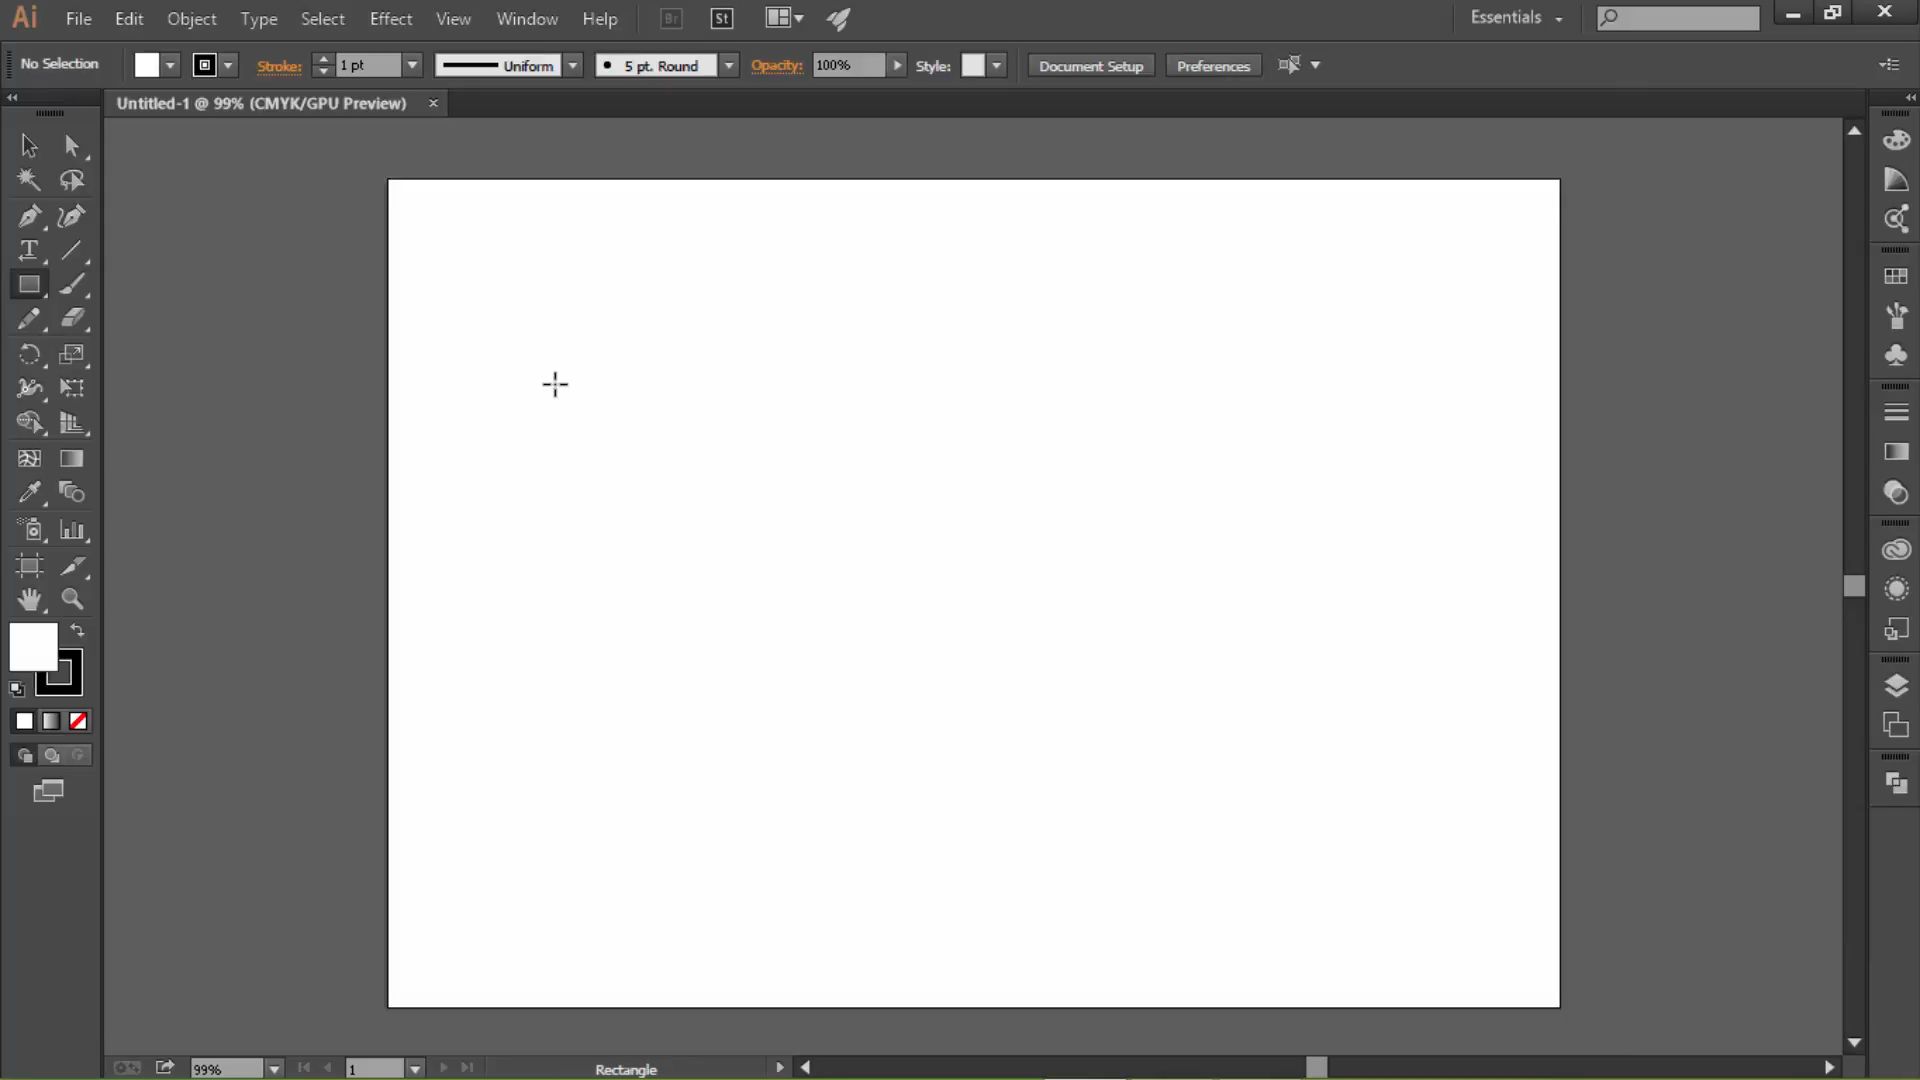 Ai File Edit Object Type Select Effect View Window Help Br St Essentials
No Selection Stroke: 1 pt Uniform 5 pt. Round Opacity: 100% Style: Document Setup Preferences
Untitled-1 @ 99% (CMYK/GPU Preview) ×
T
99% 1 Rectangle